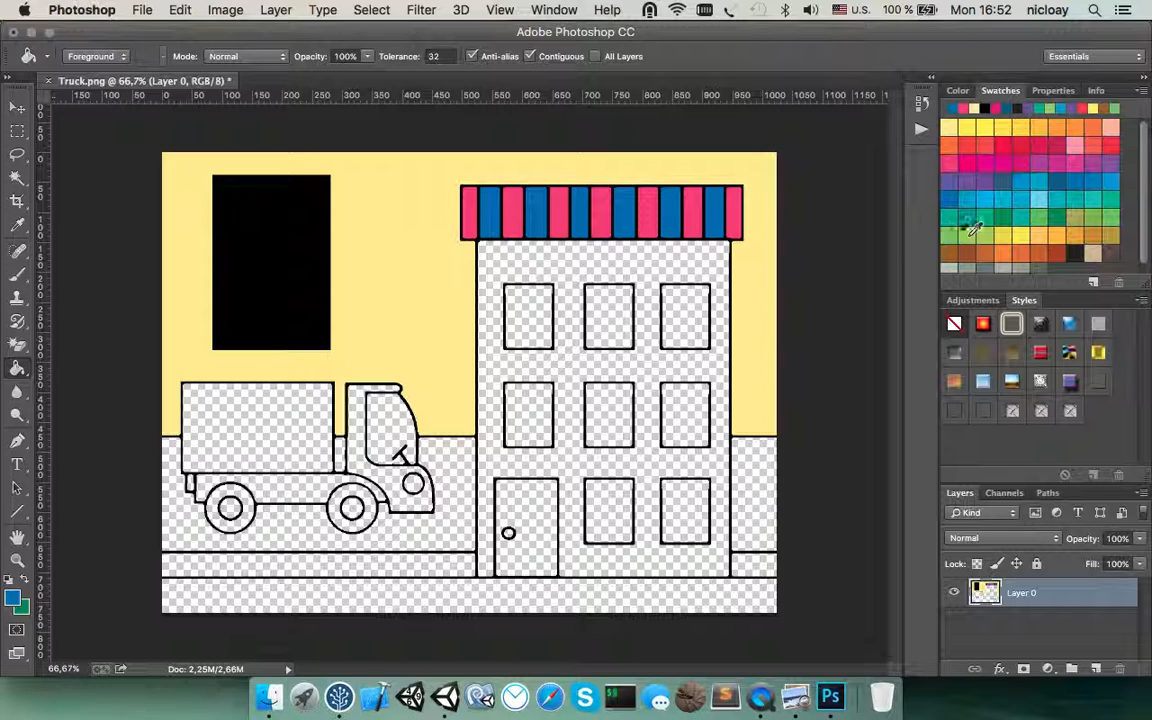 Photoshop File Edit Image Layer Type Select Filter 3D View Window Help U.S. 100 % Mon 16:52 nicloay
Adobe Photoshop CC
Foreground Mode: Normal Opacity: 100% Tolerance: 32 Anti-alias Contiguous All Layers Essentials
Truck.png @ 66,7% (Layer 0, RGB/8) *
Color Swatches Properties Info
150 100 50 0 50 100 150 200 250 300 350 400 450 500 550 600 650 700 750 800 850 900 950 1000 1050 1100 1150
Adjustments Styles
Layers Channels Paths
Kind
Normal Opacity: 100%
Lock: Fill: 100%
Layer 0
66,67% Doc: 2,25M/2,66M
Ps